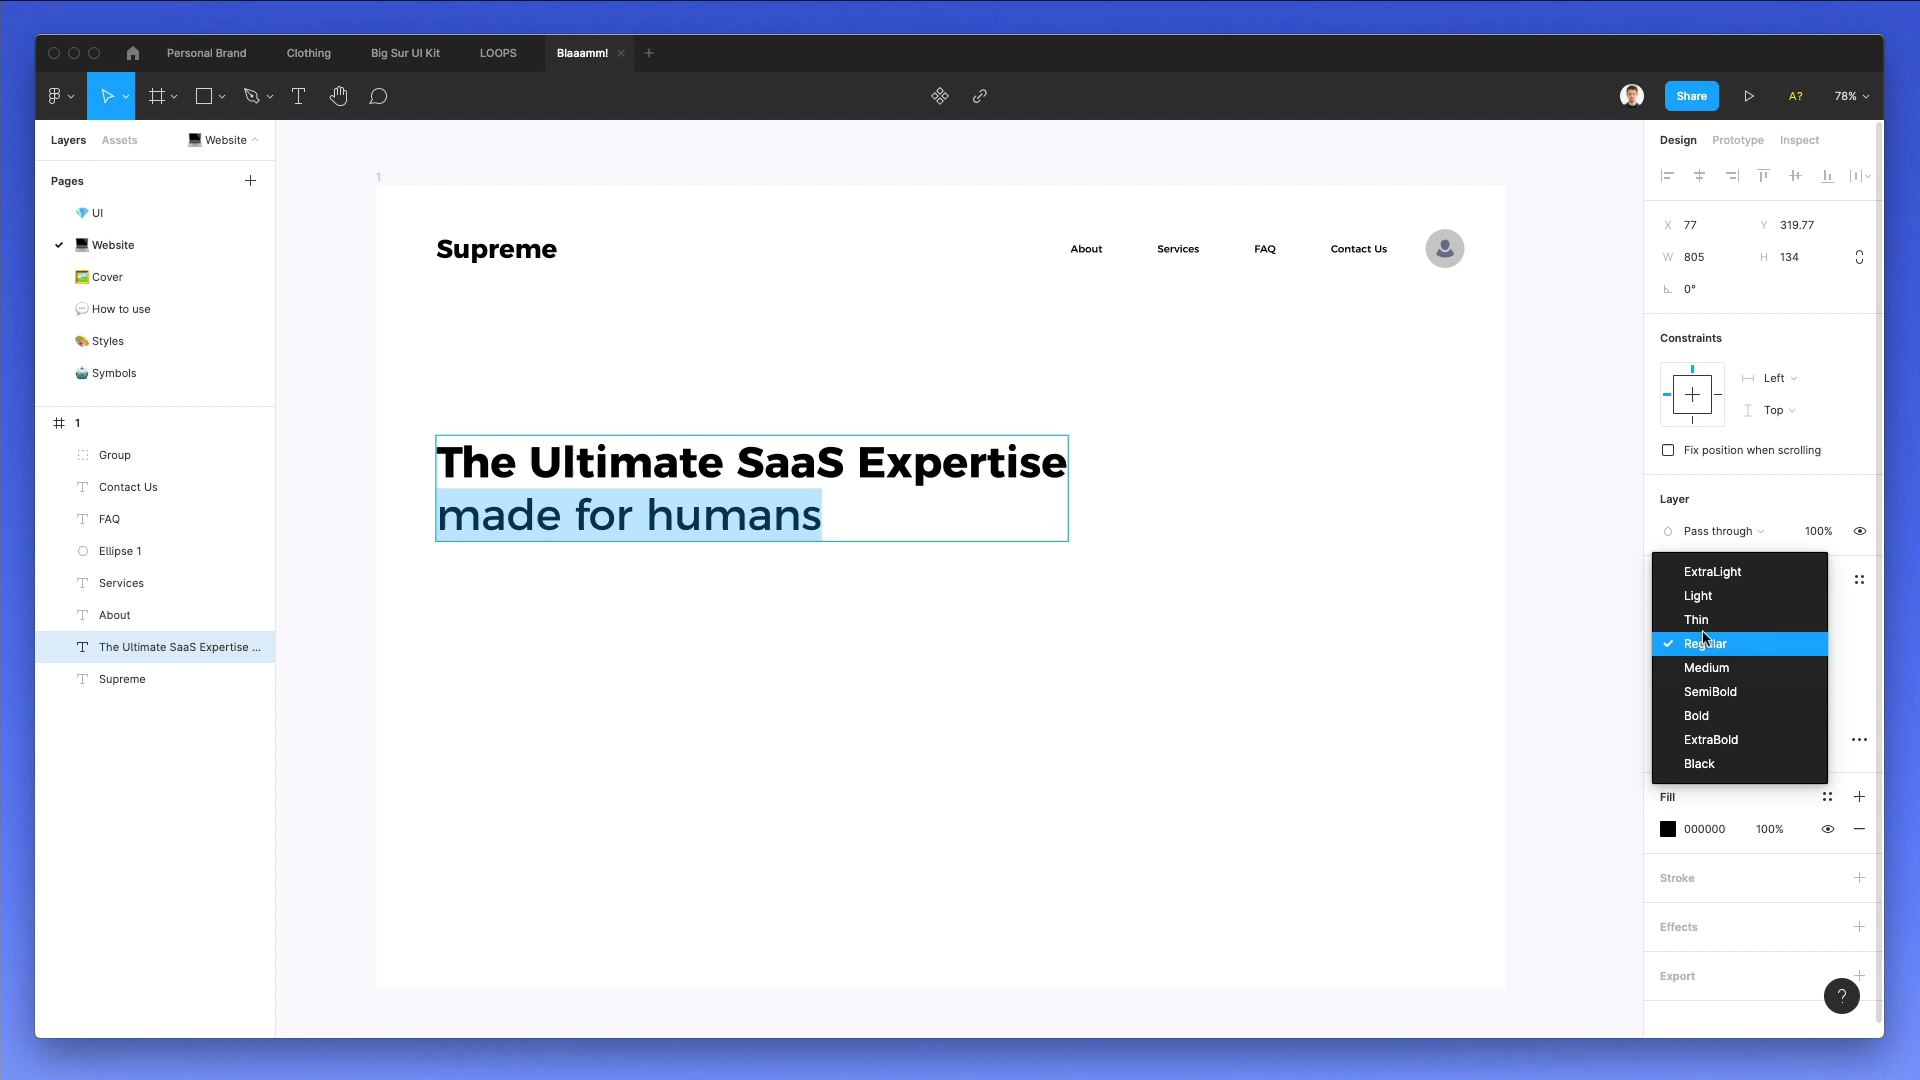 Personal Brand
Clothing
Big Sur UI Kit
LOOPS
Blaaamm!
Share
A?
78%
Layers
Assets
Website
Pages
UI
Website
Cover
How to use
Styles
Symbols
1
Group
Contact Us
FAQ
Ellipse 1
Services
About
The Ultimate SaaS Expertise ...
Supreme
1
Supreme
About
Services
FAQ
Contact Us
The Ultimate SaaS Expertise
made for humans
Design
Prototype
Inspect
X 77
Y 319.77
W 805
H 134
0°
Constraints
Left
Top
Fix position when scrolling
Layer
Pass through
100%
ExtraLight
Light
Thin
Regular
Medium
SemiBold
Bold
ExtraBold
Black
Fill
000000
100%
Stroke
Effects
Export
?